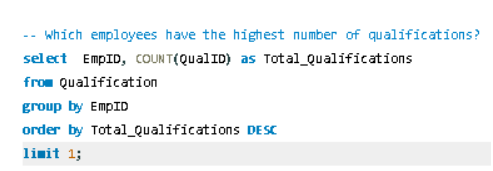 -- Which employees have the highest number of qualifications?
select  EmpID, COUNT(QualID) as Total_Qualifications
from Qualification
group by EmpID
order by Total_Qualifications DESC
limit 1;